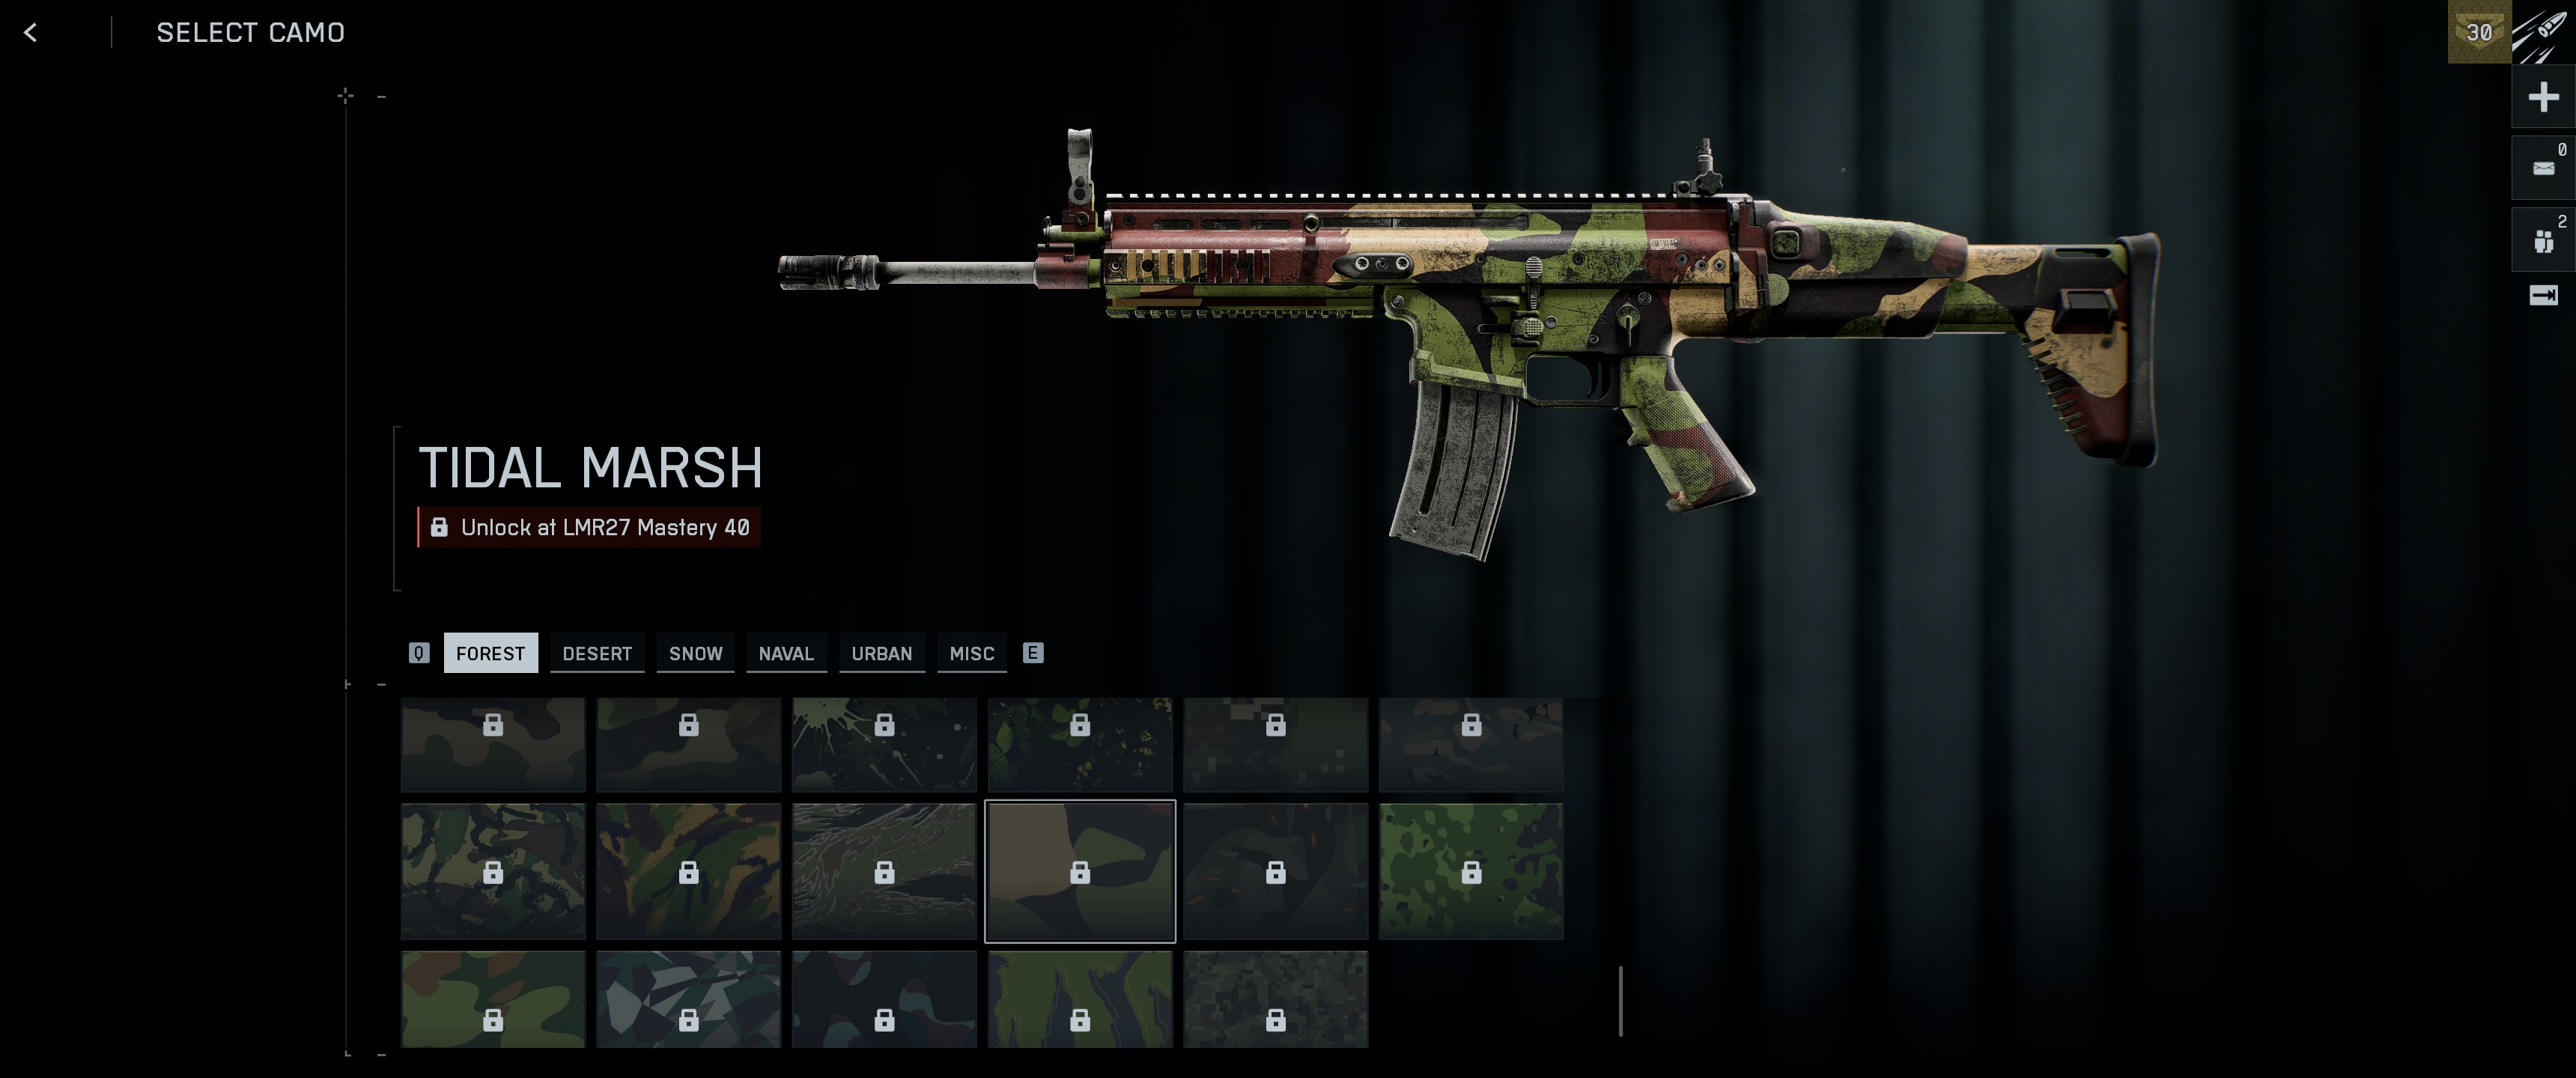 SELECT CAMO
30
0
2
TIDAL MARSH
Unlock at LMR27 Mastery 40
Q FOREST DESERT SNOW NAVAL URBAN MISC E